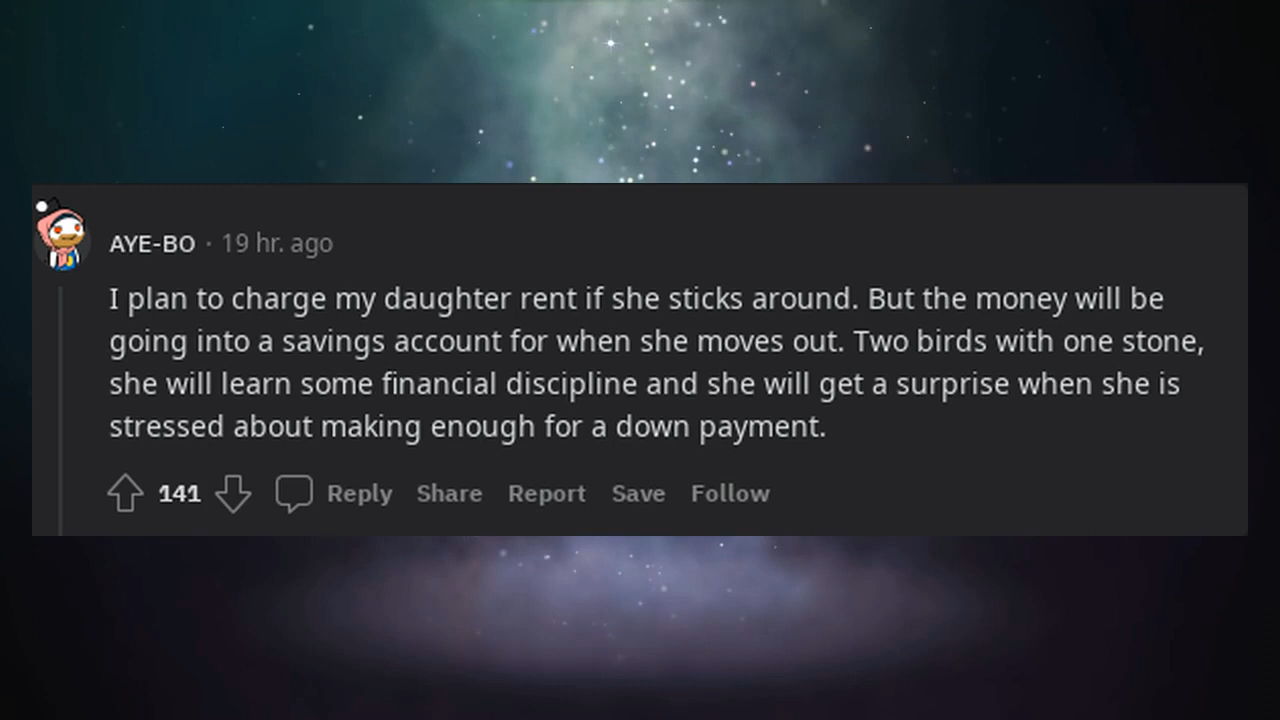 AYE-BO · 19 hr. ago
I plan to charge my daughter rent if she sticks around. But the money will be
going into a savings account for when she moves out. Two birds with one stone,
she will learn some financial discipline and she will get a surprise when she is
stressed about making enough for a down payment.
141 Reply Share Report Save Follow